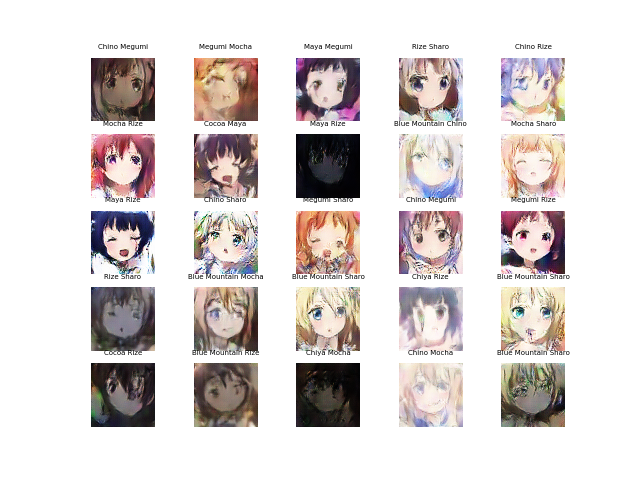 Chino Megumi
Megumi Mocha
Maya Megumi
Rize Sharo
Chino Rize
Mocha Rize
Cocoa Maya
Maya Rize
Blue Mountain Chino
Mocha Sharo
Maya Rize
Chino Sharo
Megumi Sharo
Chino Megumi
Megumi Rize
Rize Sharo
Blue Mountain Mocha
Blue Mountain Sharo
Chiya Rize
Blue Mountain Sharo
Cocoa Rize
Blue Mountain Rize
Chiya Mocha
Chino Mocha
Blue Mountain Sharo